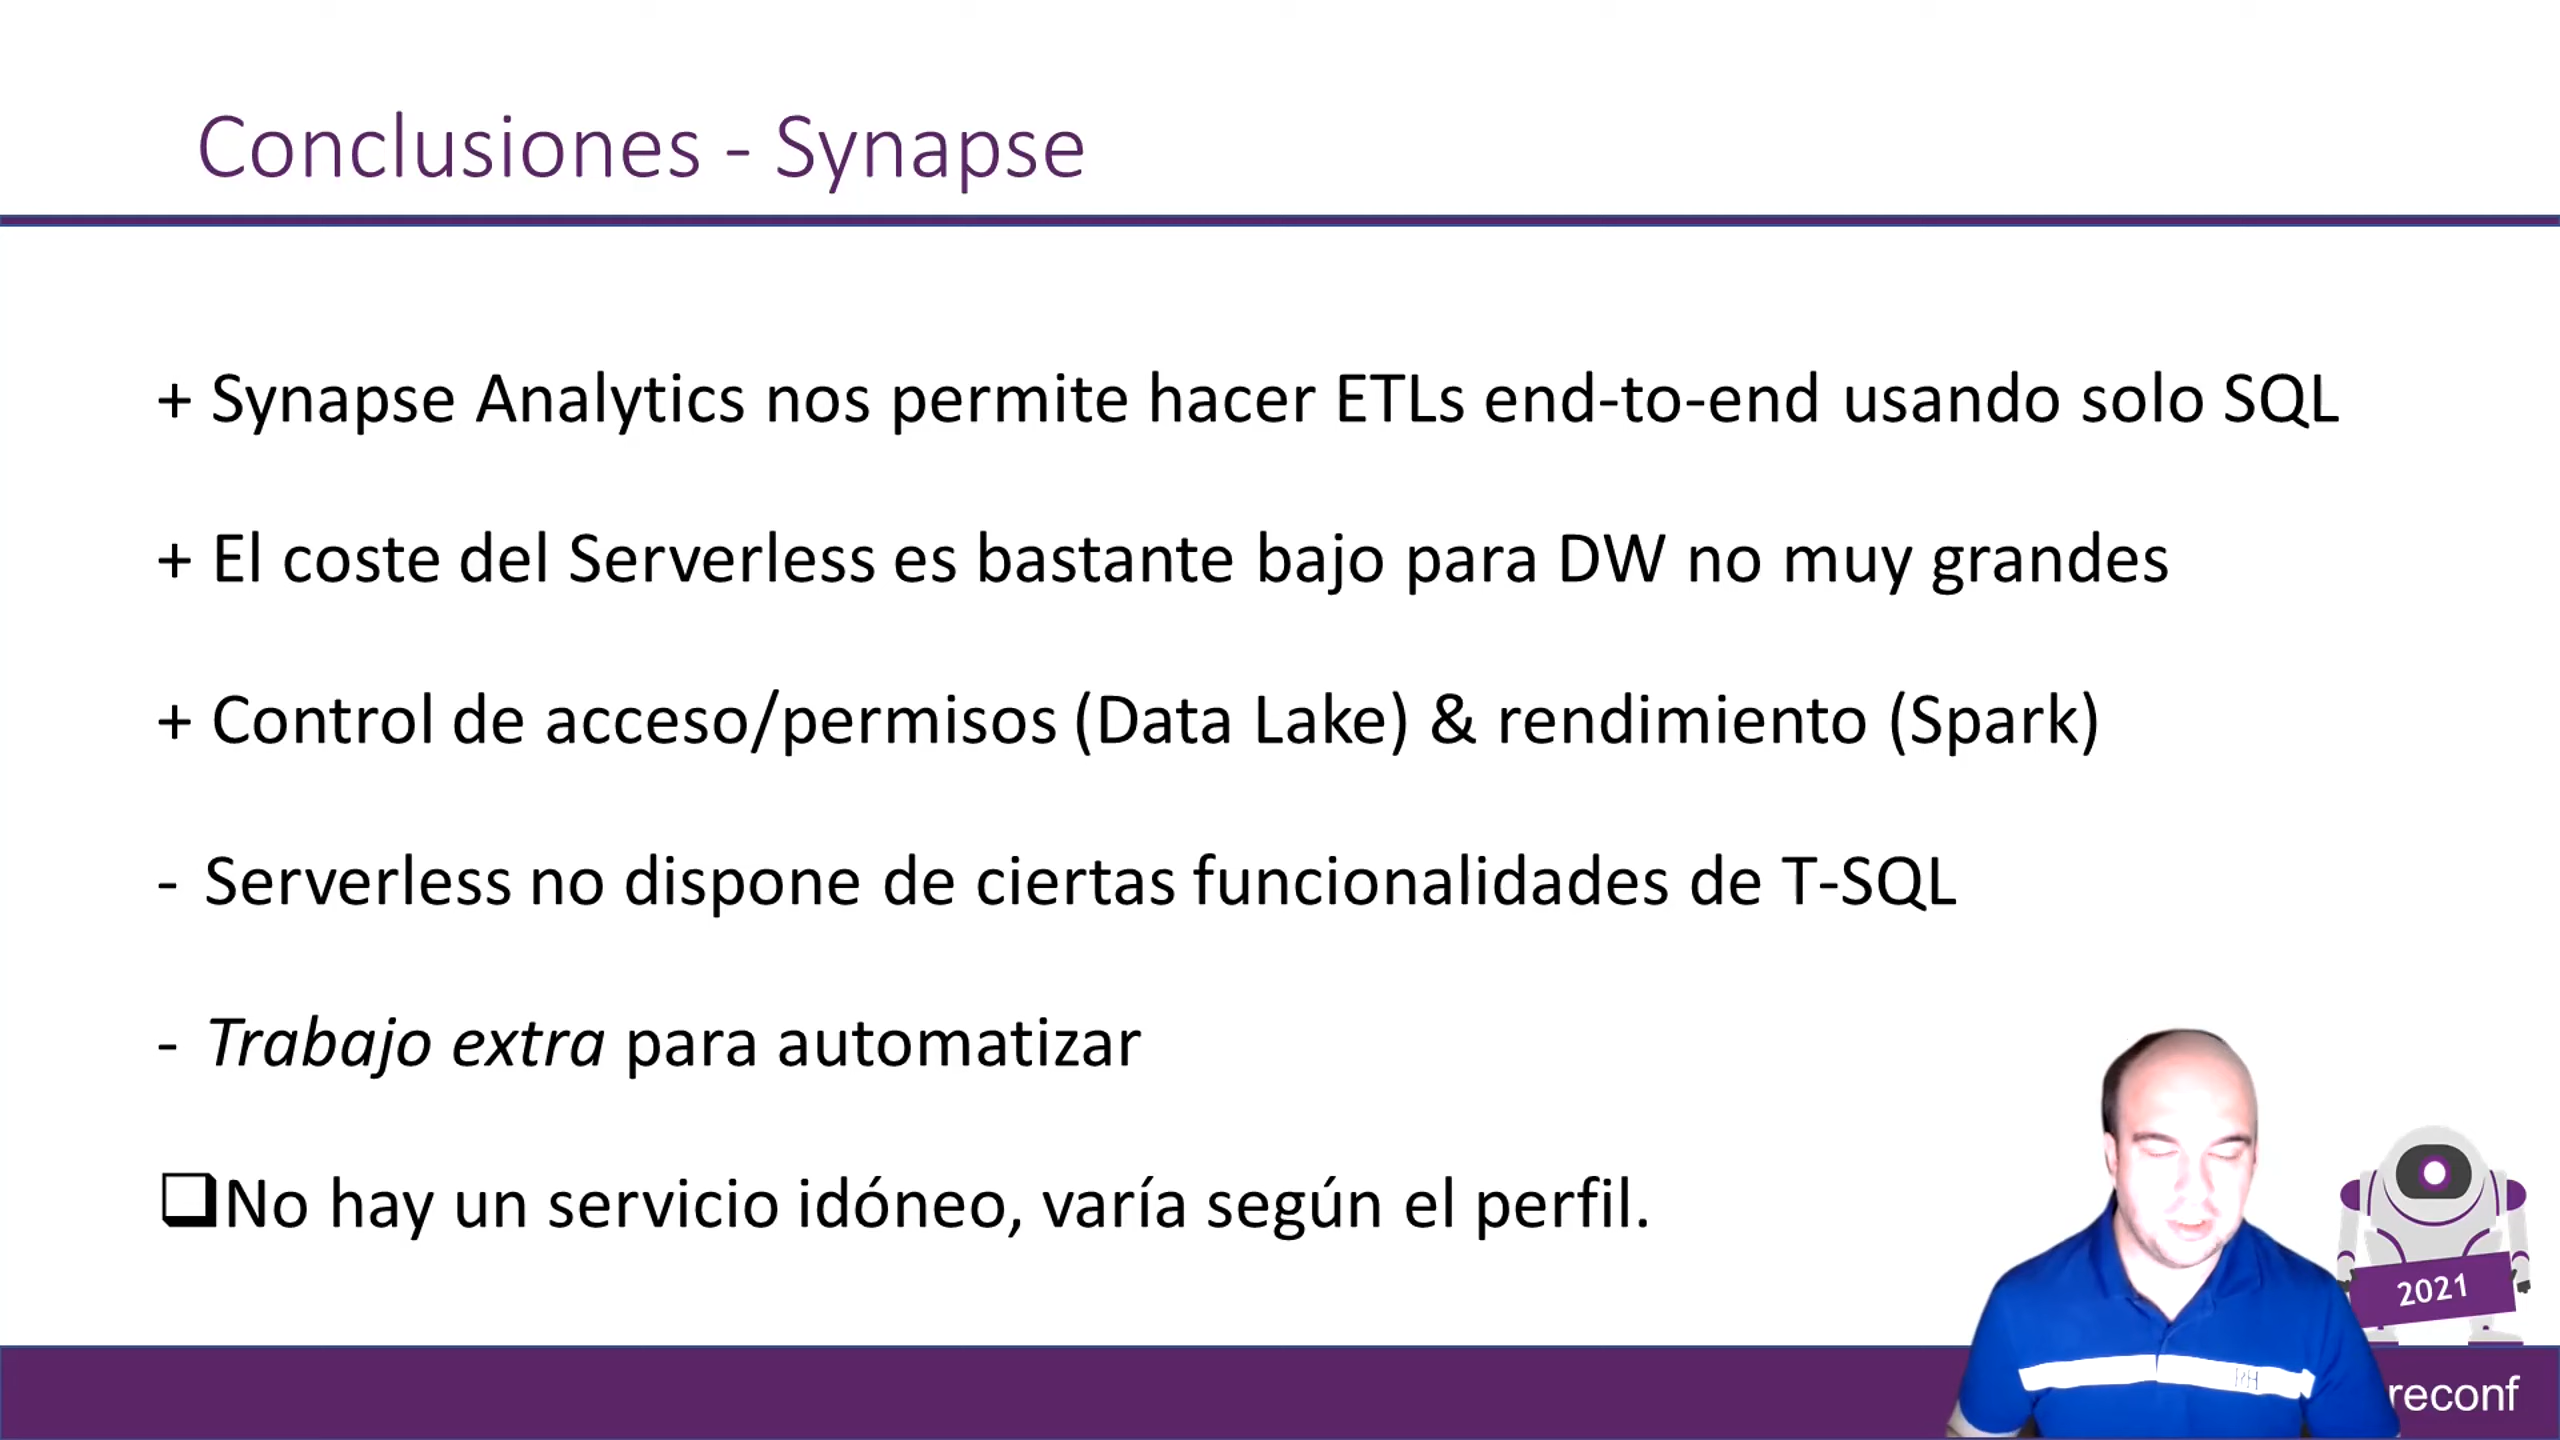 Conclusiones - Synapse
+ Synapse Analytics nos permite hacer ETLs end-to-end usando solo SQL
+ El coste del Serverless es bastante bajo para DW no muy grandes
+ Control de acceso/permisos (Data Lake) & rendimiento (Spark)
- Serverless no dispone de ciertas funcionalidades de T-SQL
- Trabajo extra para automatizar
❑No hay un servicio idóneo, varía según el perfil.
2021
reconf